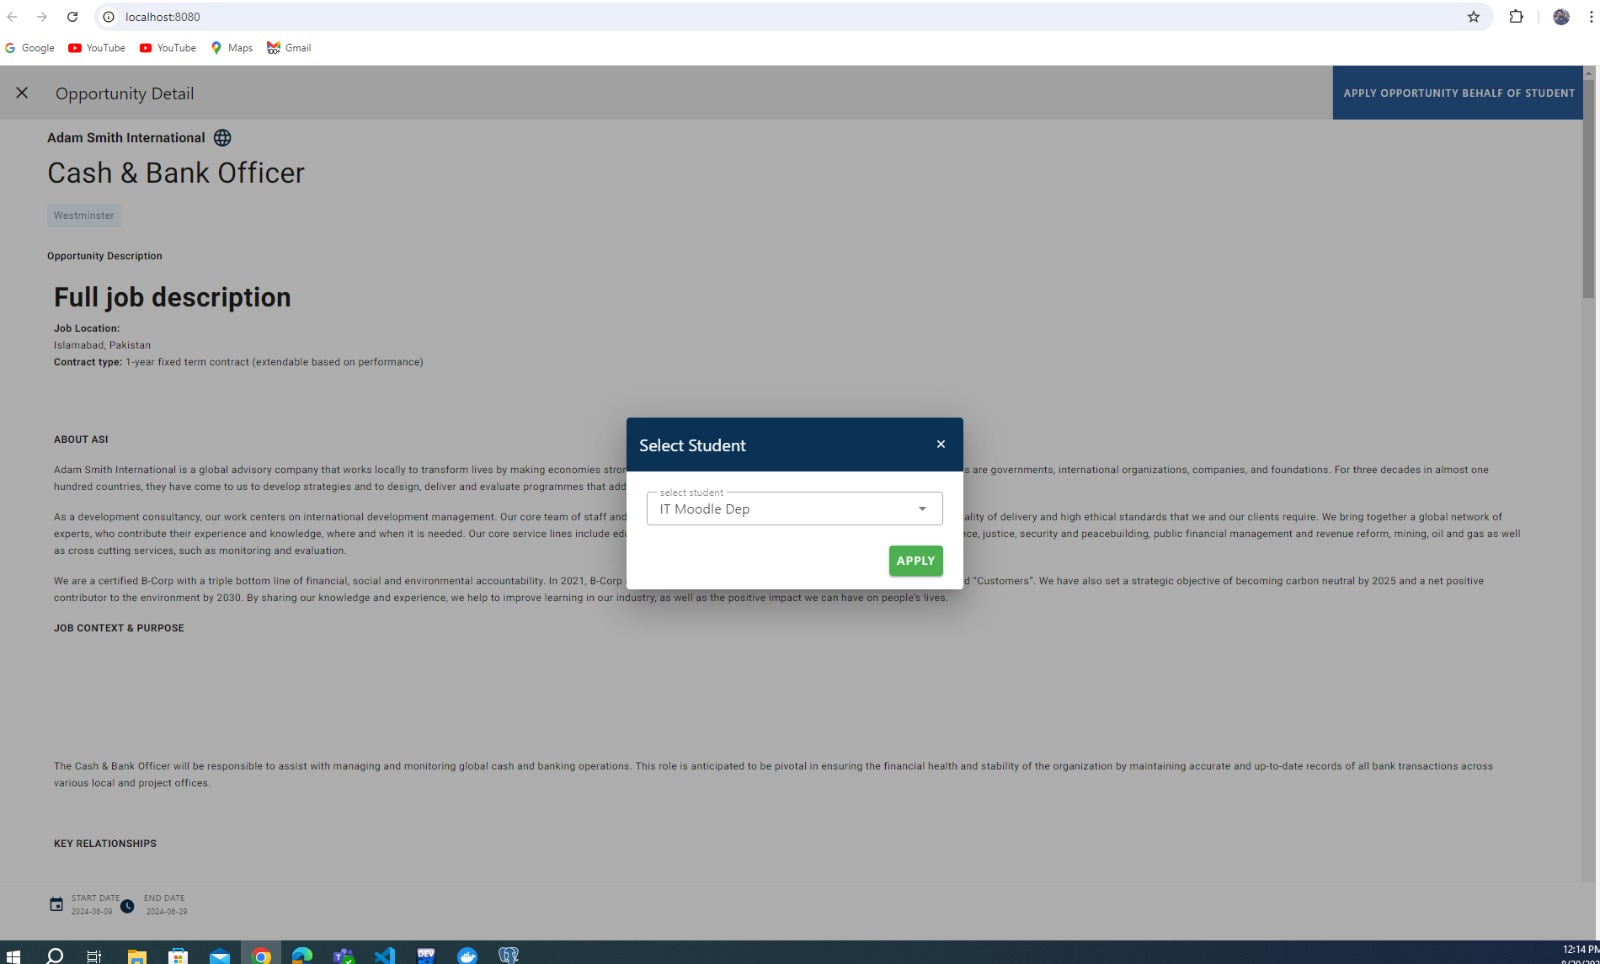 localhost:8080
Google YouTube YouTube Maps Gmail
Opportunity Detail
APPLY OPPORTUNITY BEHALF OF STUDENT
Adam Smith International
Cash & Bank Officer
Westminster
Opportunity Description
Full job description
Job Location:
Islamabad, Pakistan
Contract type: 1-year fixed term contract (extendable based on performance)
ABOUT ASI
Adam Smith International is a global advisory company that works locally to transform lives by making economies stron s are governments, international organizations, companies, and foundations. For three decades in almost one
hundred countries, they have come to us to develop strategies and to design, deliver and evaluate programmes that add
As a development consultancy, our work centers on international development management. Our core team of staff and ality of delivery and high ethical standards that we and our clients require. We bring together a global network of
experts, who contribute their experience and knowledge, where and when it is needed. Our core service lines include edu ce, justice, security and peacebuilding, public financial management and revenue reform, mining, oil and gas as well
as cross cutting services, such as monitoring and evaluation.
We are a certified B-Corp with a triple bottom line of financial, social and environmental accountability. In 2021, B-Corp d "Customers". We have also set a strategic objective of becoming carbon neutral by 2025 and a net positive
contributor to the environment by 2030. By sharing our knowledge and experience, we help to improve learning in our industry, as well as the positive impact we can have on people's lives.
JOB CONTEXT & PURPOSE
The Cash & Bank Officer will be responsible to assist with managing and monitoring global cash and banking operations. This role is anticipated to be pivotal in ensuring the financial health and stability of the organization by maintaining accurate and up-to-date records of all bank transactions across
various local and project offices.
KEY RELATIONSHIPS
Select Student
select student
IT Moodle Dep
APPLY
START DATE
2024-06-09
END DATE
2024-06-29
DEV
12:14 PM